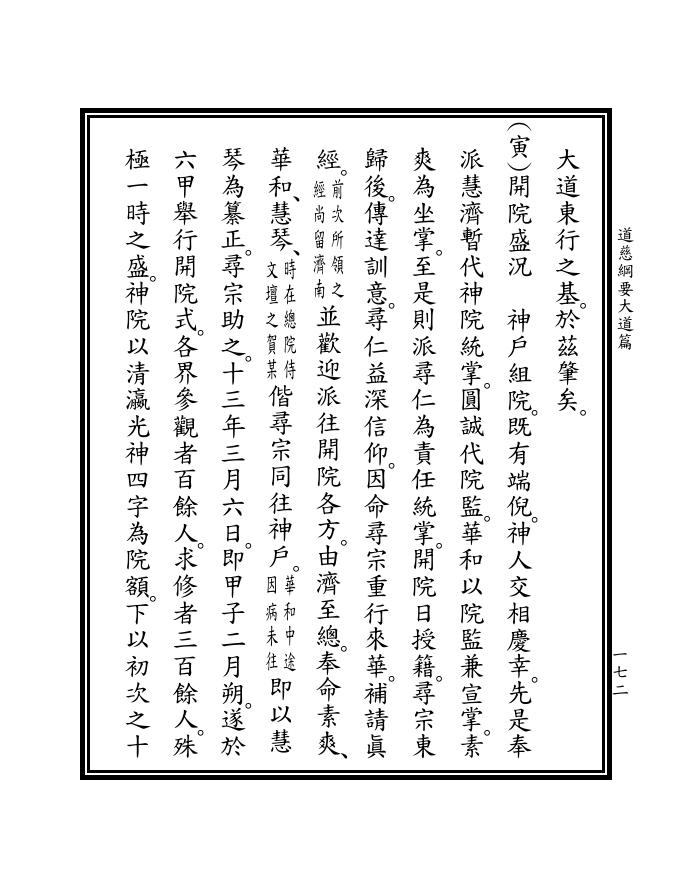 道慈綱要大道篇
一七二
大道東行之基。於茲肇矣。
(寅)開院盛況　神戶組院。既有端倪。神人交相慶幸。先是奉
派慧濟暫代神院統掌。圓誠代院監。華和以院監兼宣掌。素
爽為坐掌。至是則派尋仁為責任統掌。開院日授籍。尋宗東
歸後。傳達訓意。尋仁益深信仰。因命尋宗重行來華。補請眞
經。前次所領之經尚留濟南並歡迎派往開院各方。由濟至總。奉命素爽、
華和、慧琴、時在總院侍文壇之賀某偕尋宗同往神戶。華和中途因病未往即以慧
琴為纂正。尋宗助之。十三年三月六日。即甲子二月朔。遂於
六甲舉行開院式。各界參觀者百餘人。求修者三百餘人。殊
極一時之盛。神院以清瀛光神四字為院額。下以初次之十